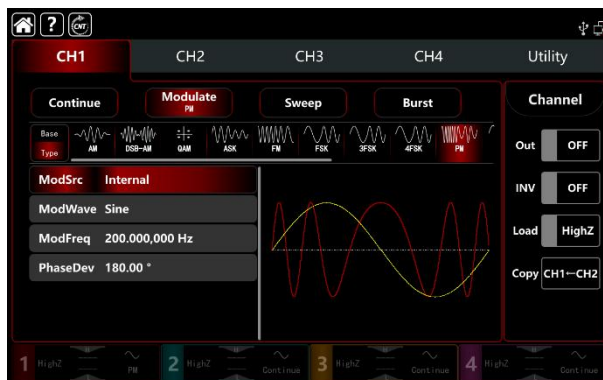 ? CNT
CH1 CH2 CH3 CH4 Utility
Continue Modulate PM Sweep Burst Channel
Base Type AM DSB-AM QAM ASK FM FSK 3FSK 4FSK PM
Out OFF
ModSrc Internal
INV OFF
ModWave Sine
Load HighZ
ModFreq 200.000,000 Hz
PhaseDev 180.00 °
Copy CH1←CH2
1 HighZ PM 2 HighZ Continue 3 HighZ Continue 4 HighZ Continue